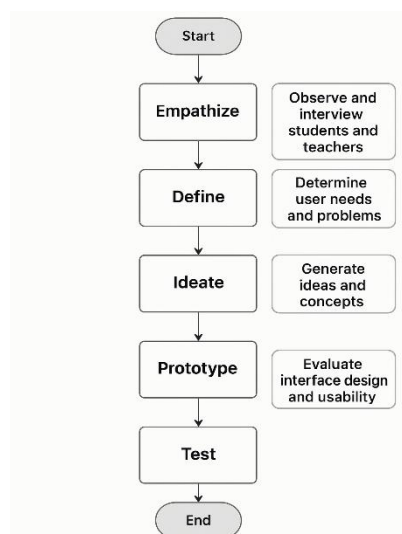 Start
Empathize
Observe and
interview
students and
teachers
Define
Determine
user needs
and problems
Ideate
Generate
ideas and
concepts
Prototype
Evaluate
interface design
and usability
Test
End